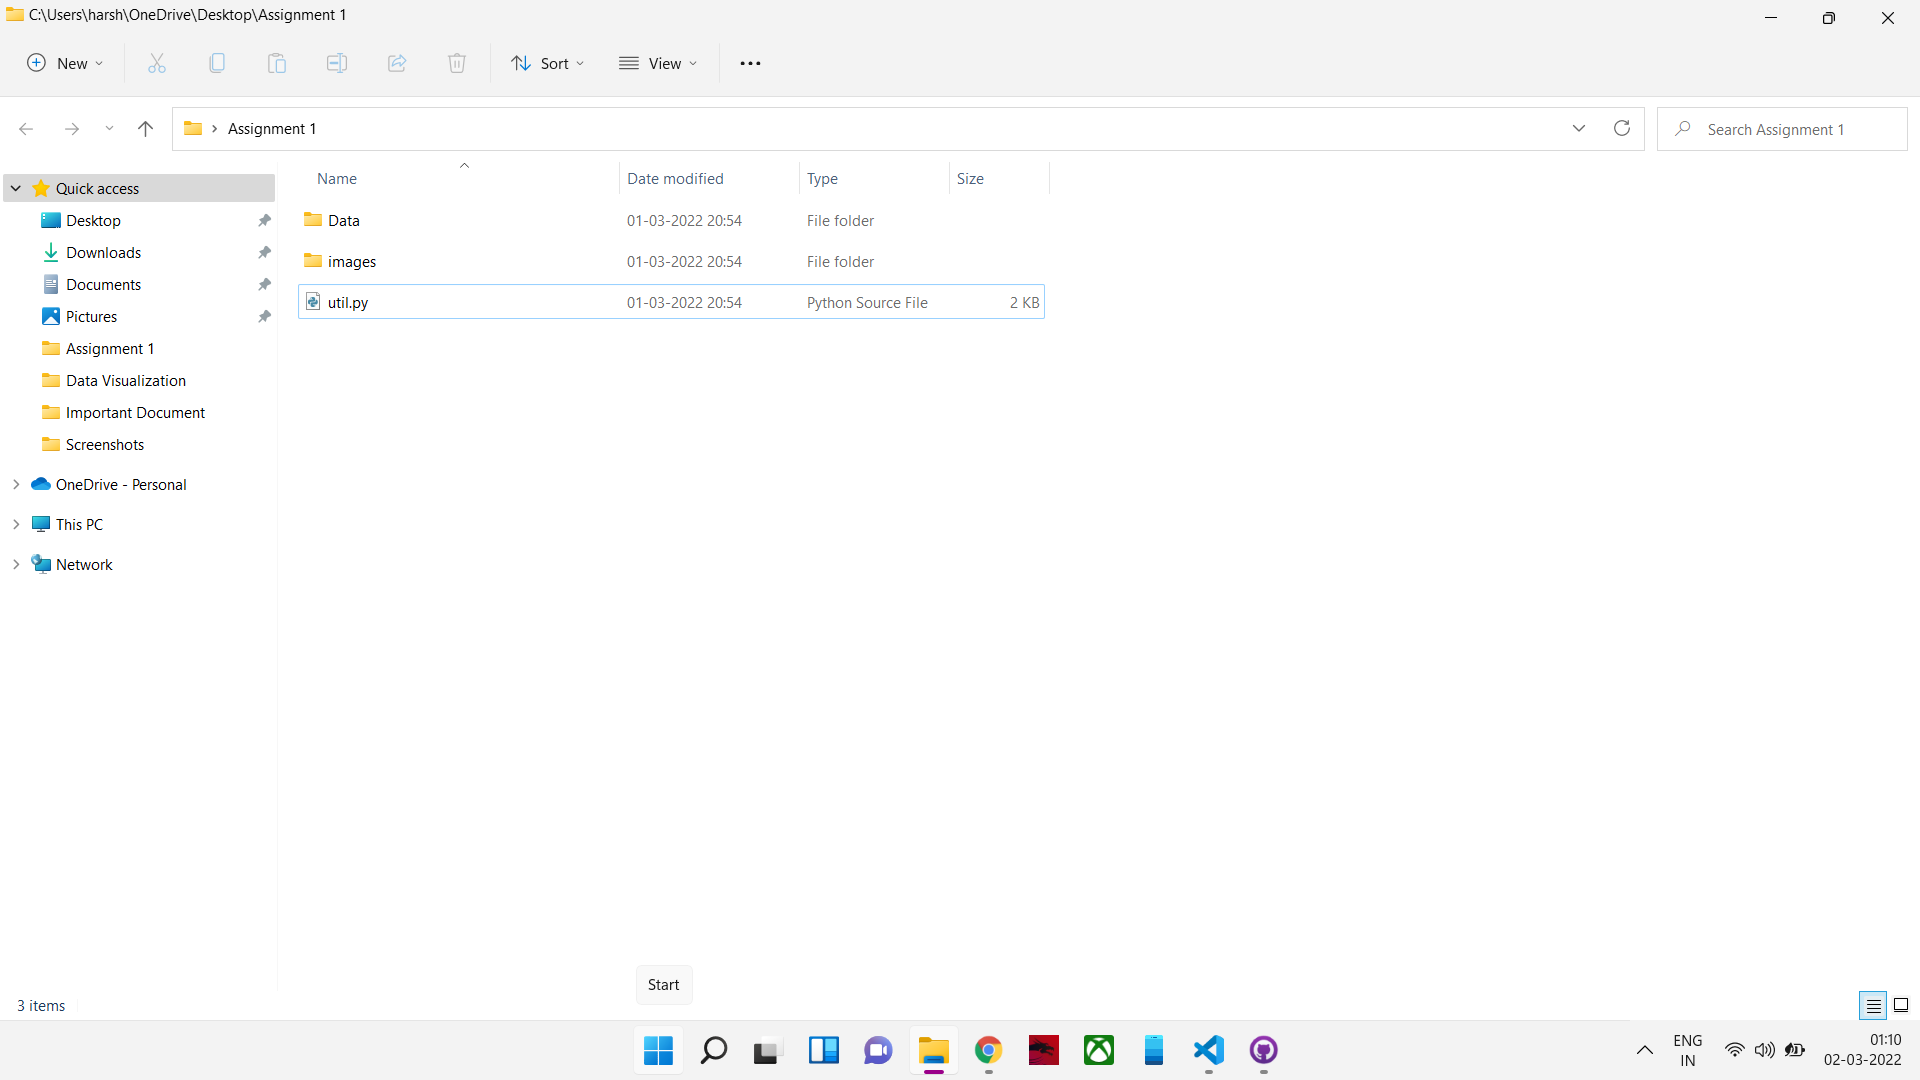 C:\Users\harsh\OneDrive\Desktop\Assignment 1
New
Sort
View
Assignment 1
Search Assignment 1
Name Date modified Type Size
Data 01-03-2022 20:54 File folder
images 01-03-2022 20:54 File folder
util.py 01-03-2022 20:54 Python Source File 2 KB
Quick access
Desktop
Downloads
Documents
Pictures
Assignment 1
Data Visualization
Important Document
Screenshots
OneDrive - Personal
This PC
Network
Start
3 items
ENG
IN
01:10
02-03-2022